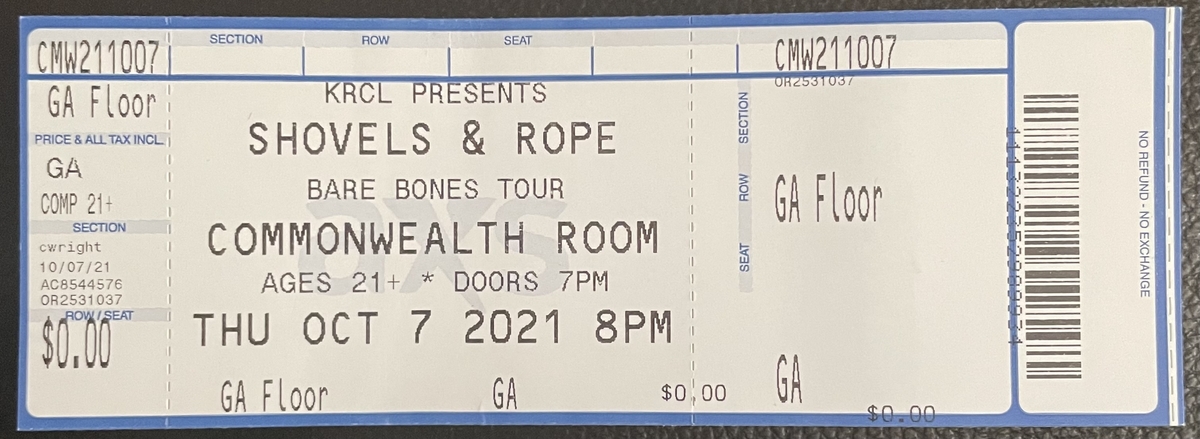 CMW211007
GA Floor
PRICE & ALL TAX INCL.
GA
COMP 21+
SECTION
cwright
10/07/21
AC8544576
OR2531037
ROW/SEAT
$0.00
SECTION ROW SEAT
KRCL PRESENTS
SHOVELS & ROPE
BARE BONES TOUR
axs
COMMONWEALTH ROOM
AGES 21+ * DOORS 7PM
THU OCT 7 2021 8PM
GA Floor GA $0.00
CMW211007
OR2531037
SECTION
ROW
SEAT
GA Floor
GA
$0.00
NO REFUND - NO EXCHANGE